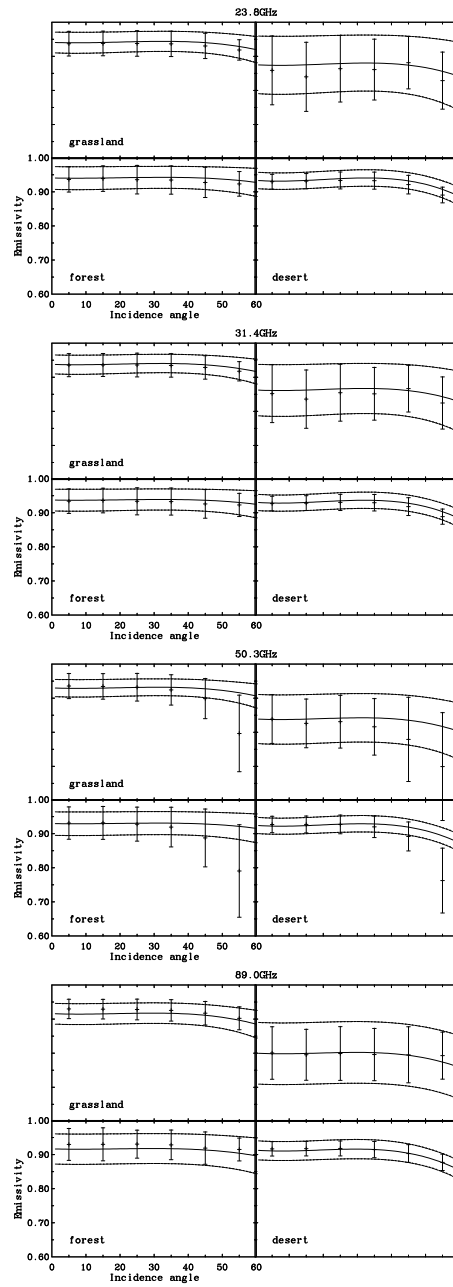 23.8GHz
grassland
1.00
0.90
0.80
0.70
0.60
Emissivity
forest
desert
0 10 20 30 40 50 60
Incidence angle
31.4GHz
grassland
1.00
0.90
0.80
0.70
0.60
Emissivity
forest
desert
0 10 20 30 40 50 60
Incidence angle
50.3GHz
grassland
1.00
0.90
0.80
0.70
0.60
Emissivity
forest
desert
0 10 20 30 40 50 60
Incidence angle
89.0GHz
grassland
1.00
0.90
0.80
0.70
0.60
Emissivity
forest
desert
0 10 20 30 40 50 60
Incidence angle